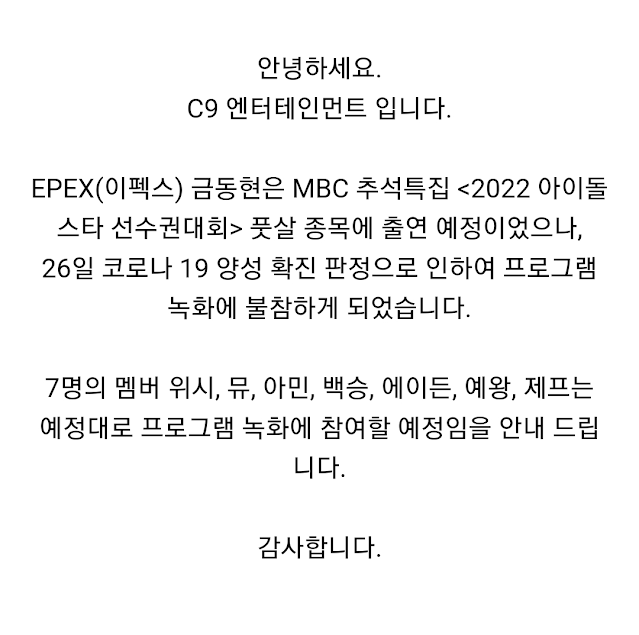 안녕하세요.
C9 엔터테인먼트 입니다.
EPEX(이펙스) 금동현은 MBC 추석특집 <2022 아이돌
스타 선수권대회> 풋살 종목에 출연 예정이었으나,
26일 코로나 19 양성 확진 판정으로 인하여 프로그램
녹화에 불참하게 되었습니다.
7명의 멤버 위시, 뮤, 아민, 백승, 에이든, 예왕, 제프는
예정대로 프로그램 녹화에 참여할 예정임을 안내 드립
니다.
감사합니다.